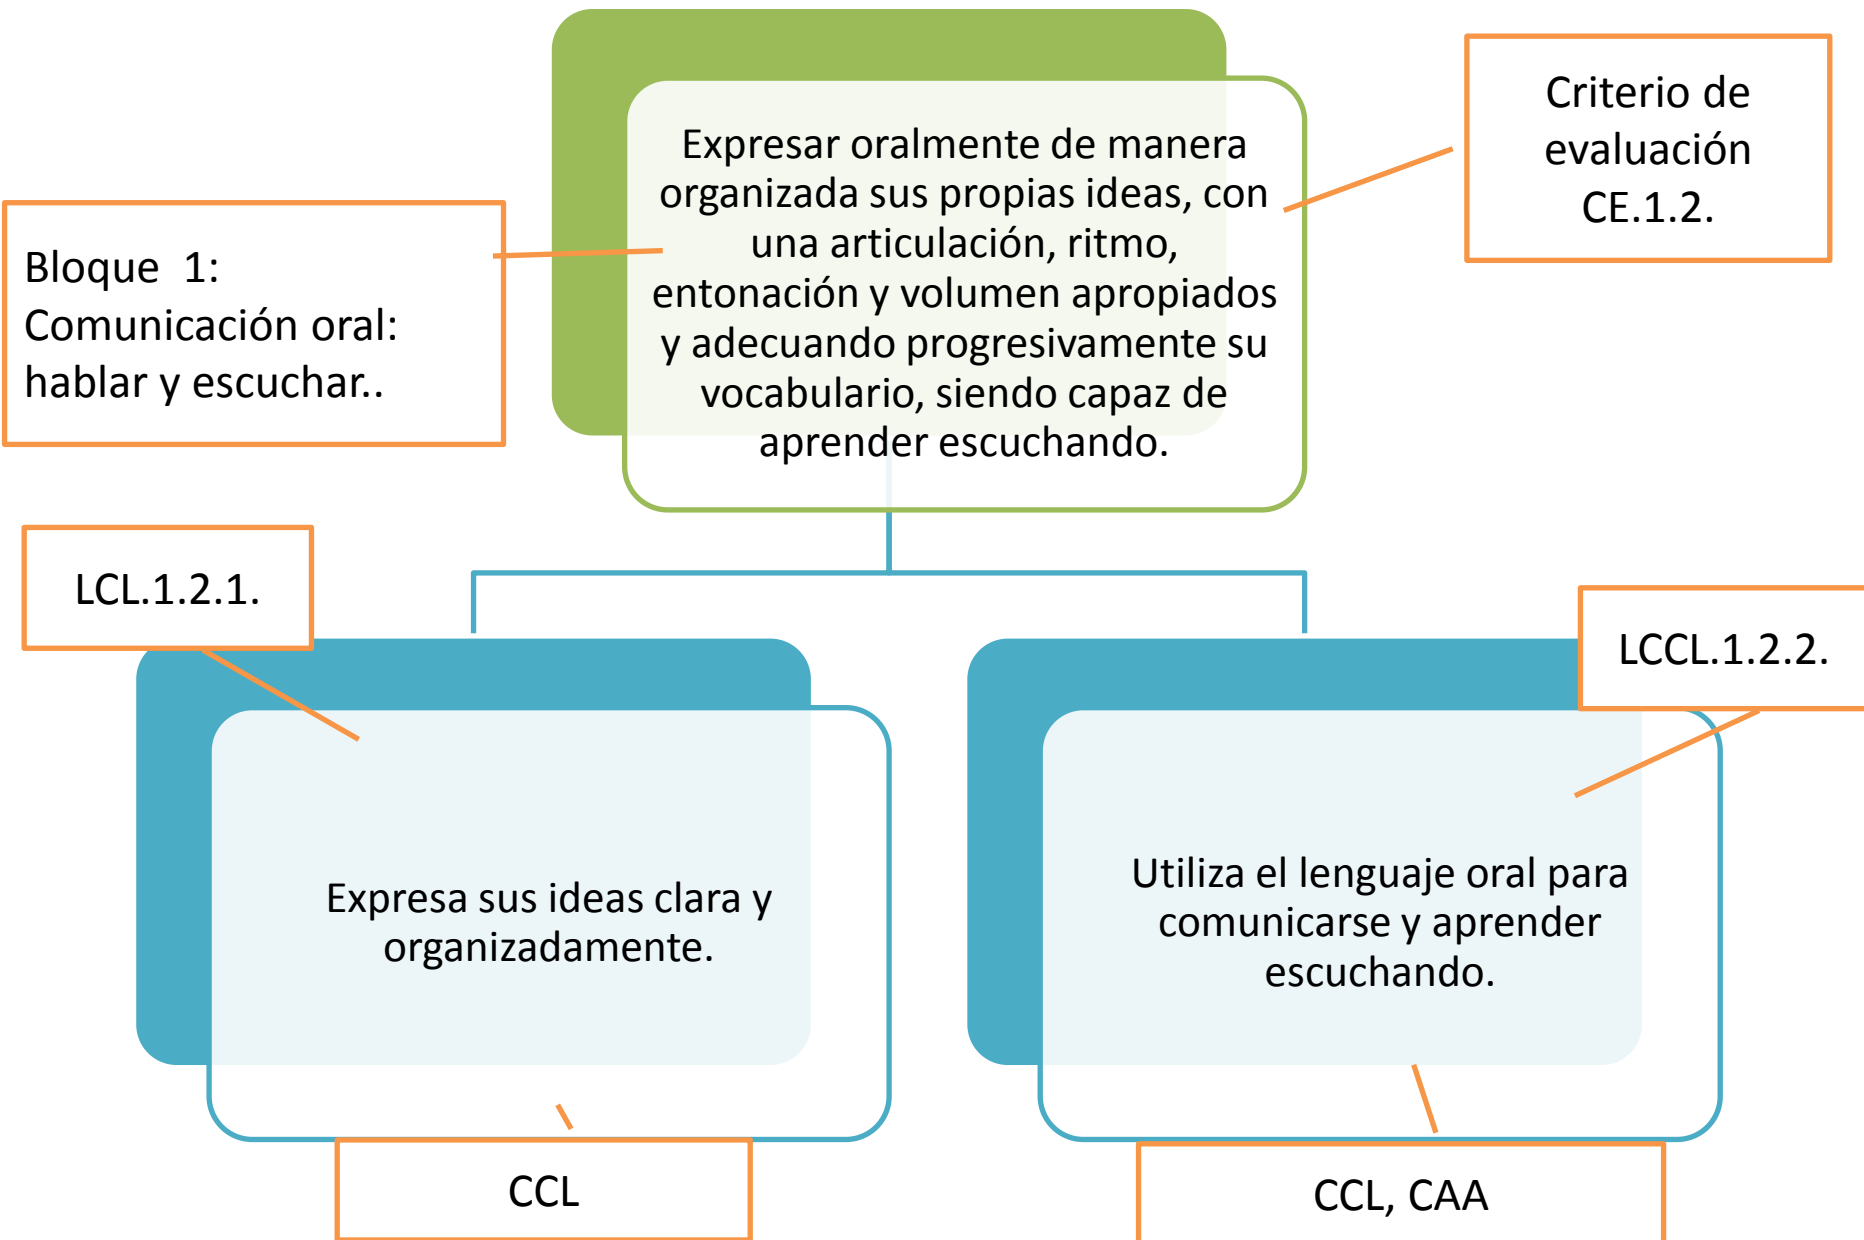 Expresar oralmente de manera
organizada sus propias ideas, con
una articulación, ritmo,
entonación y volumen apropiados
y adecuando progresivamente su
vocabulario, siendo capaz de
aprender escuchando.
Criterio de
evaluación
CE.1.2.
Bloque  1:
Comunicación oral:
hablar y escuchar..
LCL.1.2.1.
LCCL.1.2.2.
Expresa sus ideas clara y
organizadamente.
Utiliza el lenguaje oral para
comunicarse y aprender
escuchando.
CCL
CCL, CAA